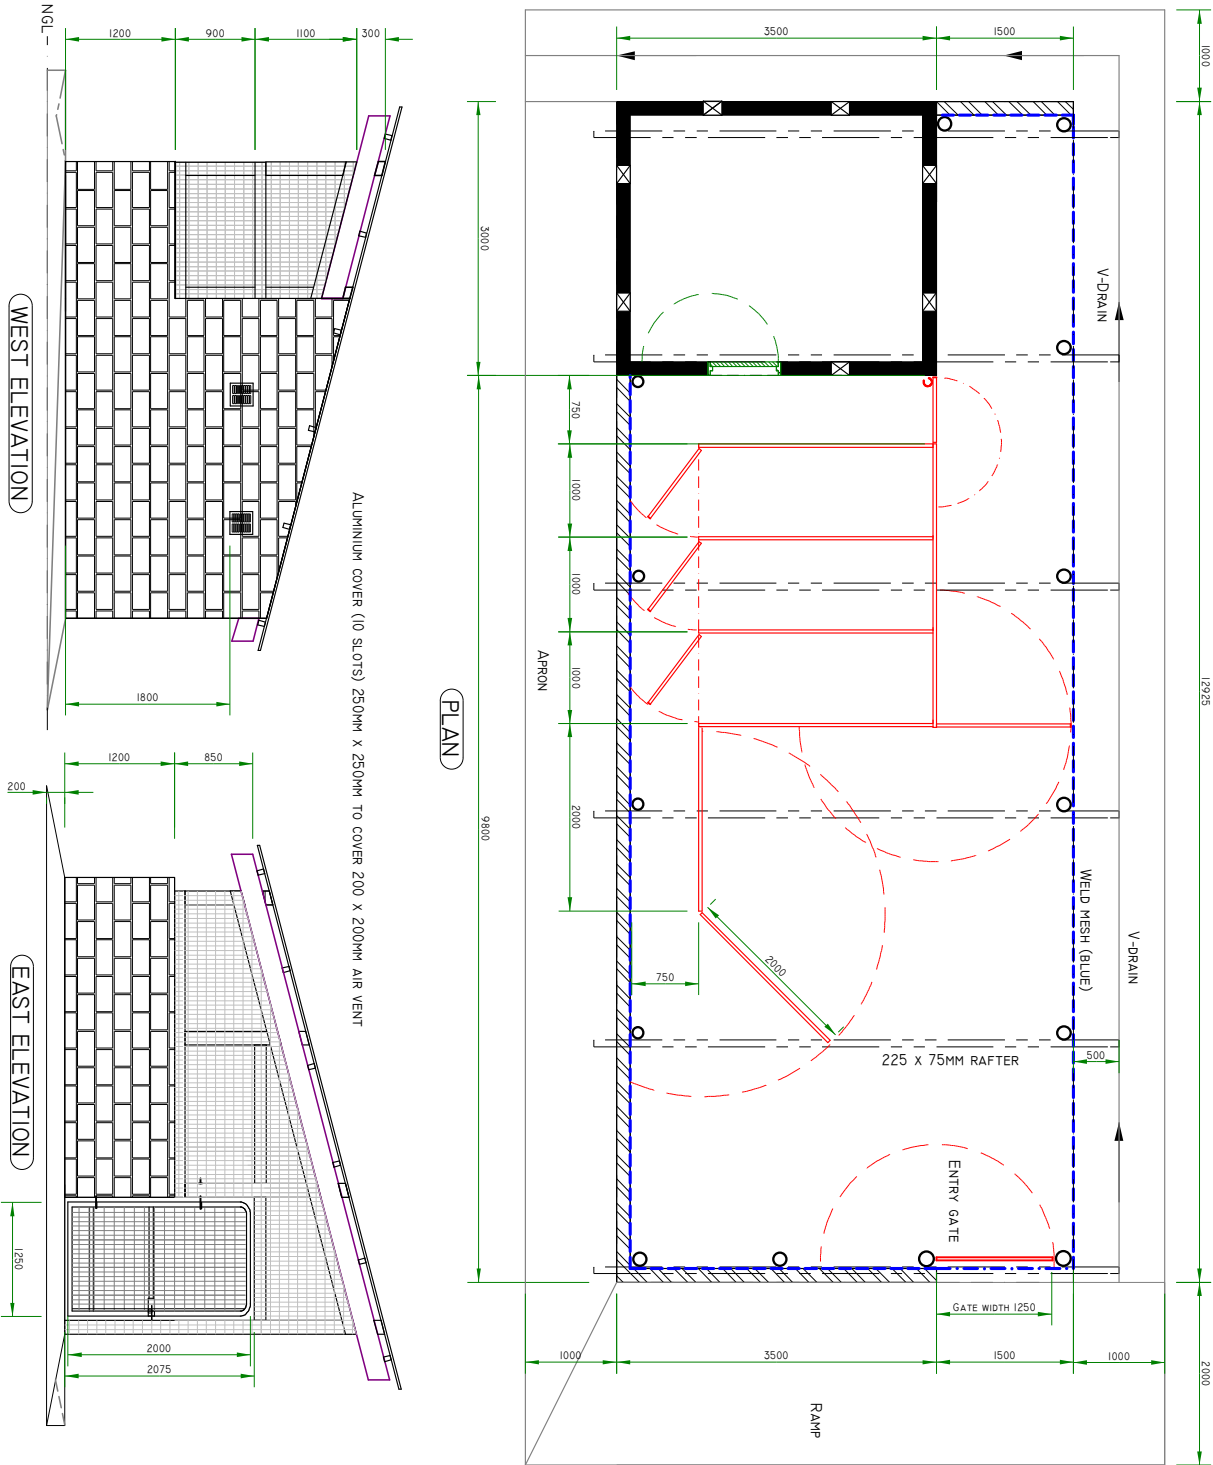 1000
12925
2000
3500
1500
V-DRAIN
V-DRAIN
WELD MESH (BLUE)
500
225 X 75MM RAFTER
ENTRY GATE
GATE WIDTH 1250
1000
3500
1500
1000
RAMP
750
1000
1000
1000
2000
750
2000
APRON
3000
9800
PLAN
ALUMINIUM COVER (10 SLOTS) 250MM X 250MM TO COVER 200 X 200MM AIR VENT
NGL
1200
900
1100
300
1800
WEST ELEVATION
200
1200
850
1250
2000
2075
EAST ELEVATION